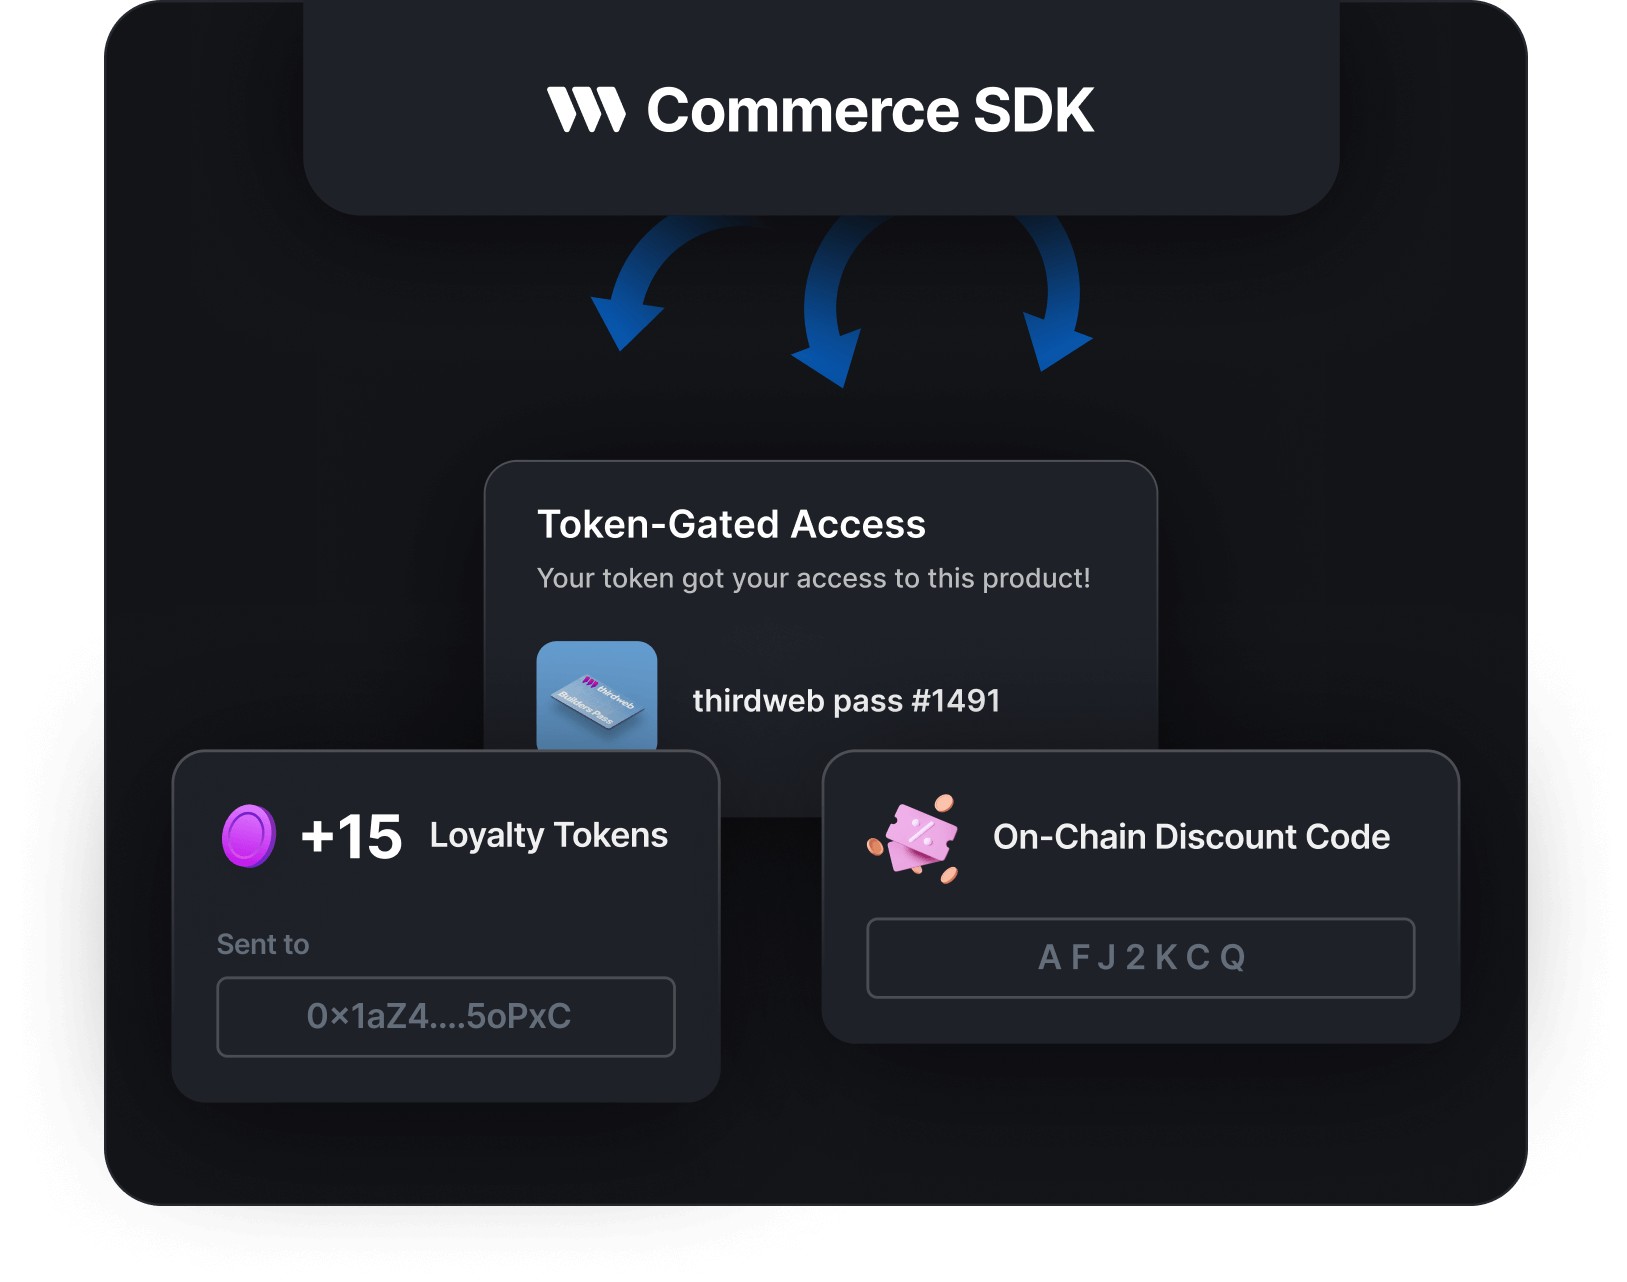 Commerce SDK
Token-Gated Access
Your token got your access to this product!
thirdweb
Builders Pass
thirdweb pass #1491
+15 Loyalty Tokens
Sent to
0×1aZ4....5oPxC
On-Chain Discount Code
A F J 2 K C Q